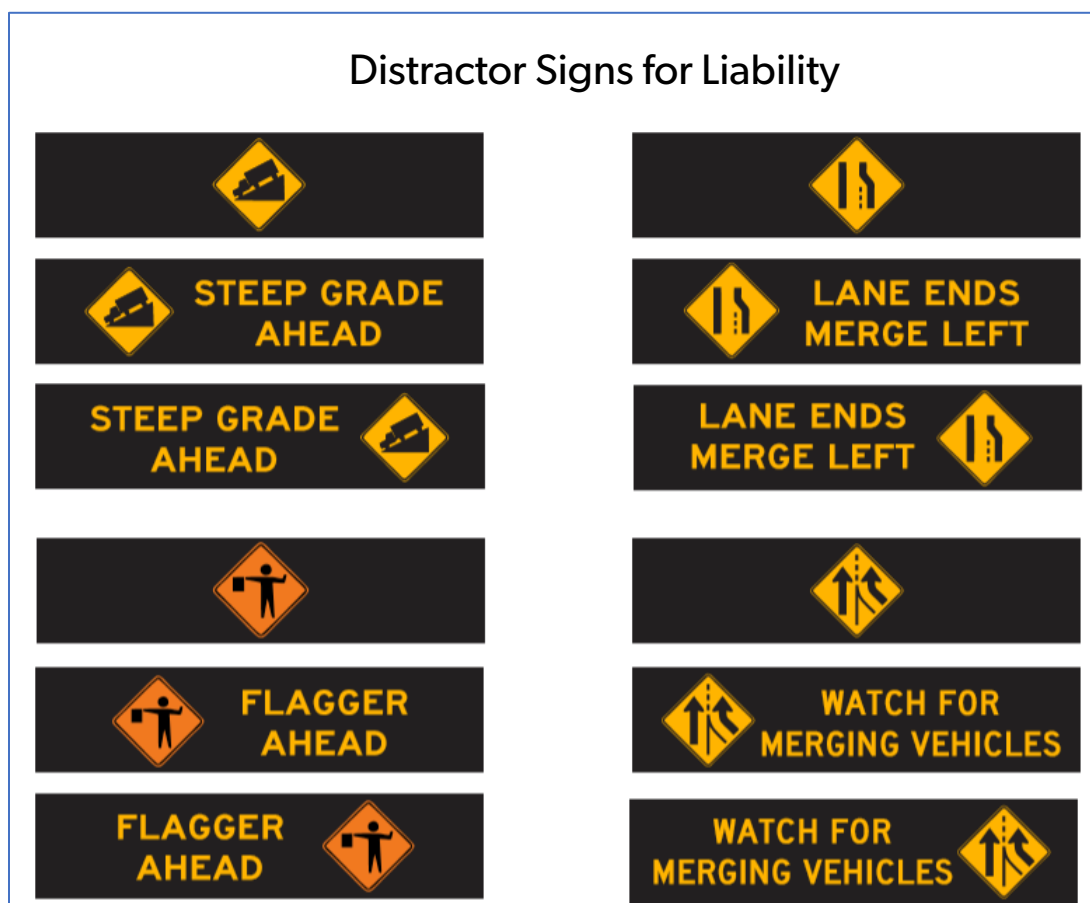 Distractor Signs for Liability
STEEP GRADE
AHEAD
STEEP GRADE
AHEAD
LANE ENDS
MERGE LEFT
LANE ENDS
MERGE LEFT
FLAGGER
AHEAD
FLAGGER
AHEAD
WATCH FOR
MERGING VEHICLES
WATCH FOR
MERGING VEHICLES